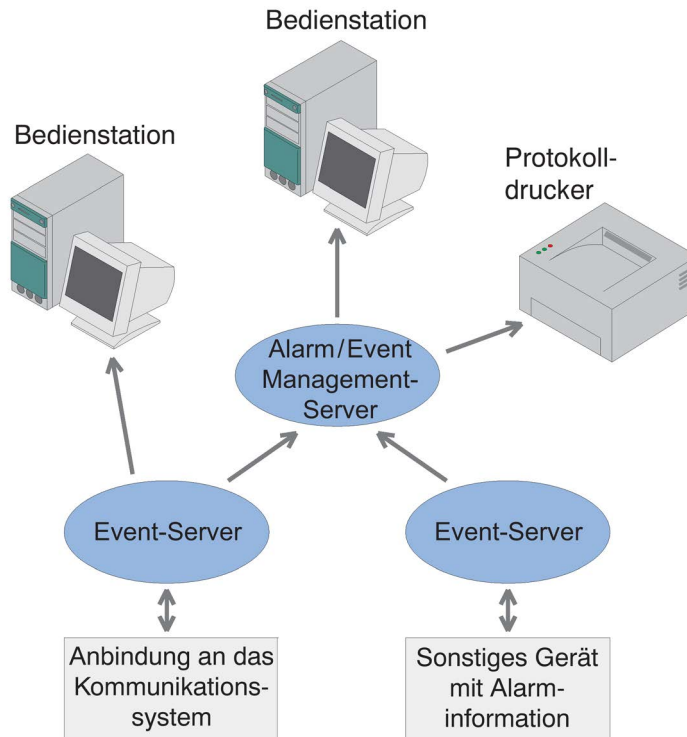 Bedienstation
Bedienstation
Protokoll-
drucker
Alarm/Event
Management-
Server
Event-Server
Event-Server
Anbindung an das
Kommunikations-
system
Sonstiges Gerät
mit Alarm-
information